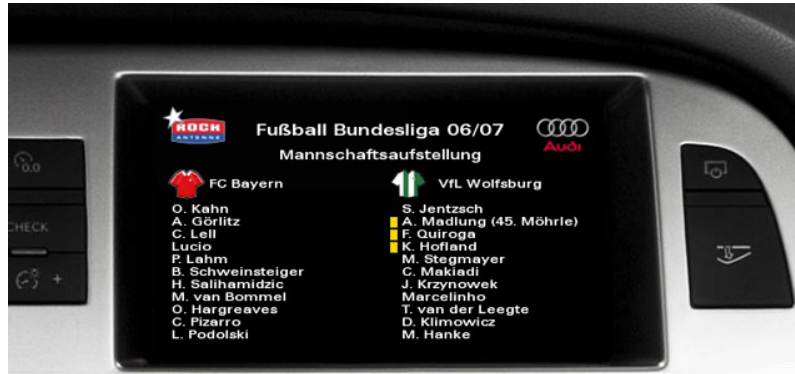 ROCK
ANTENNE
Fußball Bundesliga 06/07
Audi
Mannschaftsaufstellung
FC Bayern
VfL Wolfsburg
O. Kahn
A. Görlitz
C. Lell
Lucio
P. Lahm
B. Schweinsteiger
H. Salihamidzic
M. van Bommel
O. Hargreaves
C. Pizarro
L. Podolski
S. Jentzsch
A. Madlung (45. Möhrle)
F. Quiroga
K. Hofland
M. Stegmayer
C. Makiadi
J. Krzynowek
Marcelinho
T. van der Leegte
D. Klimowicz
M. Hanke
0.0
CHECK
+